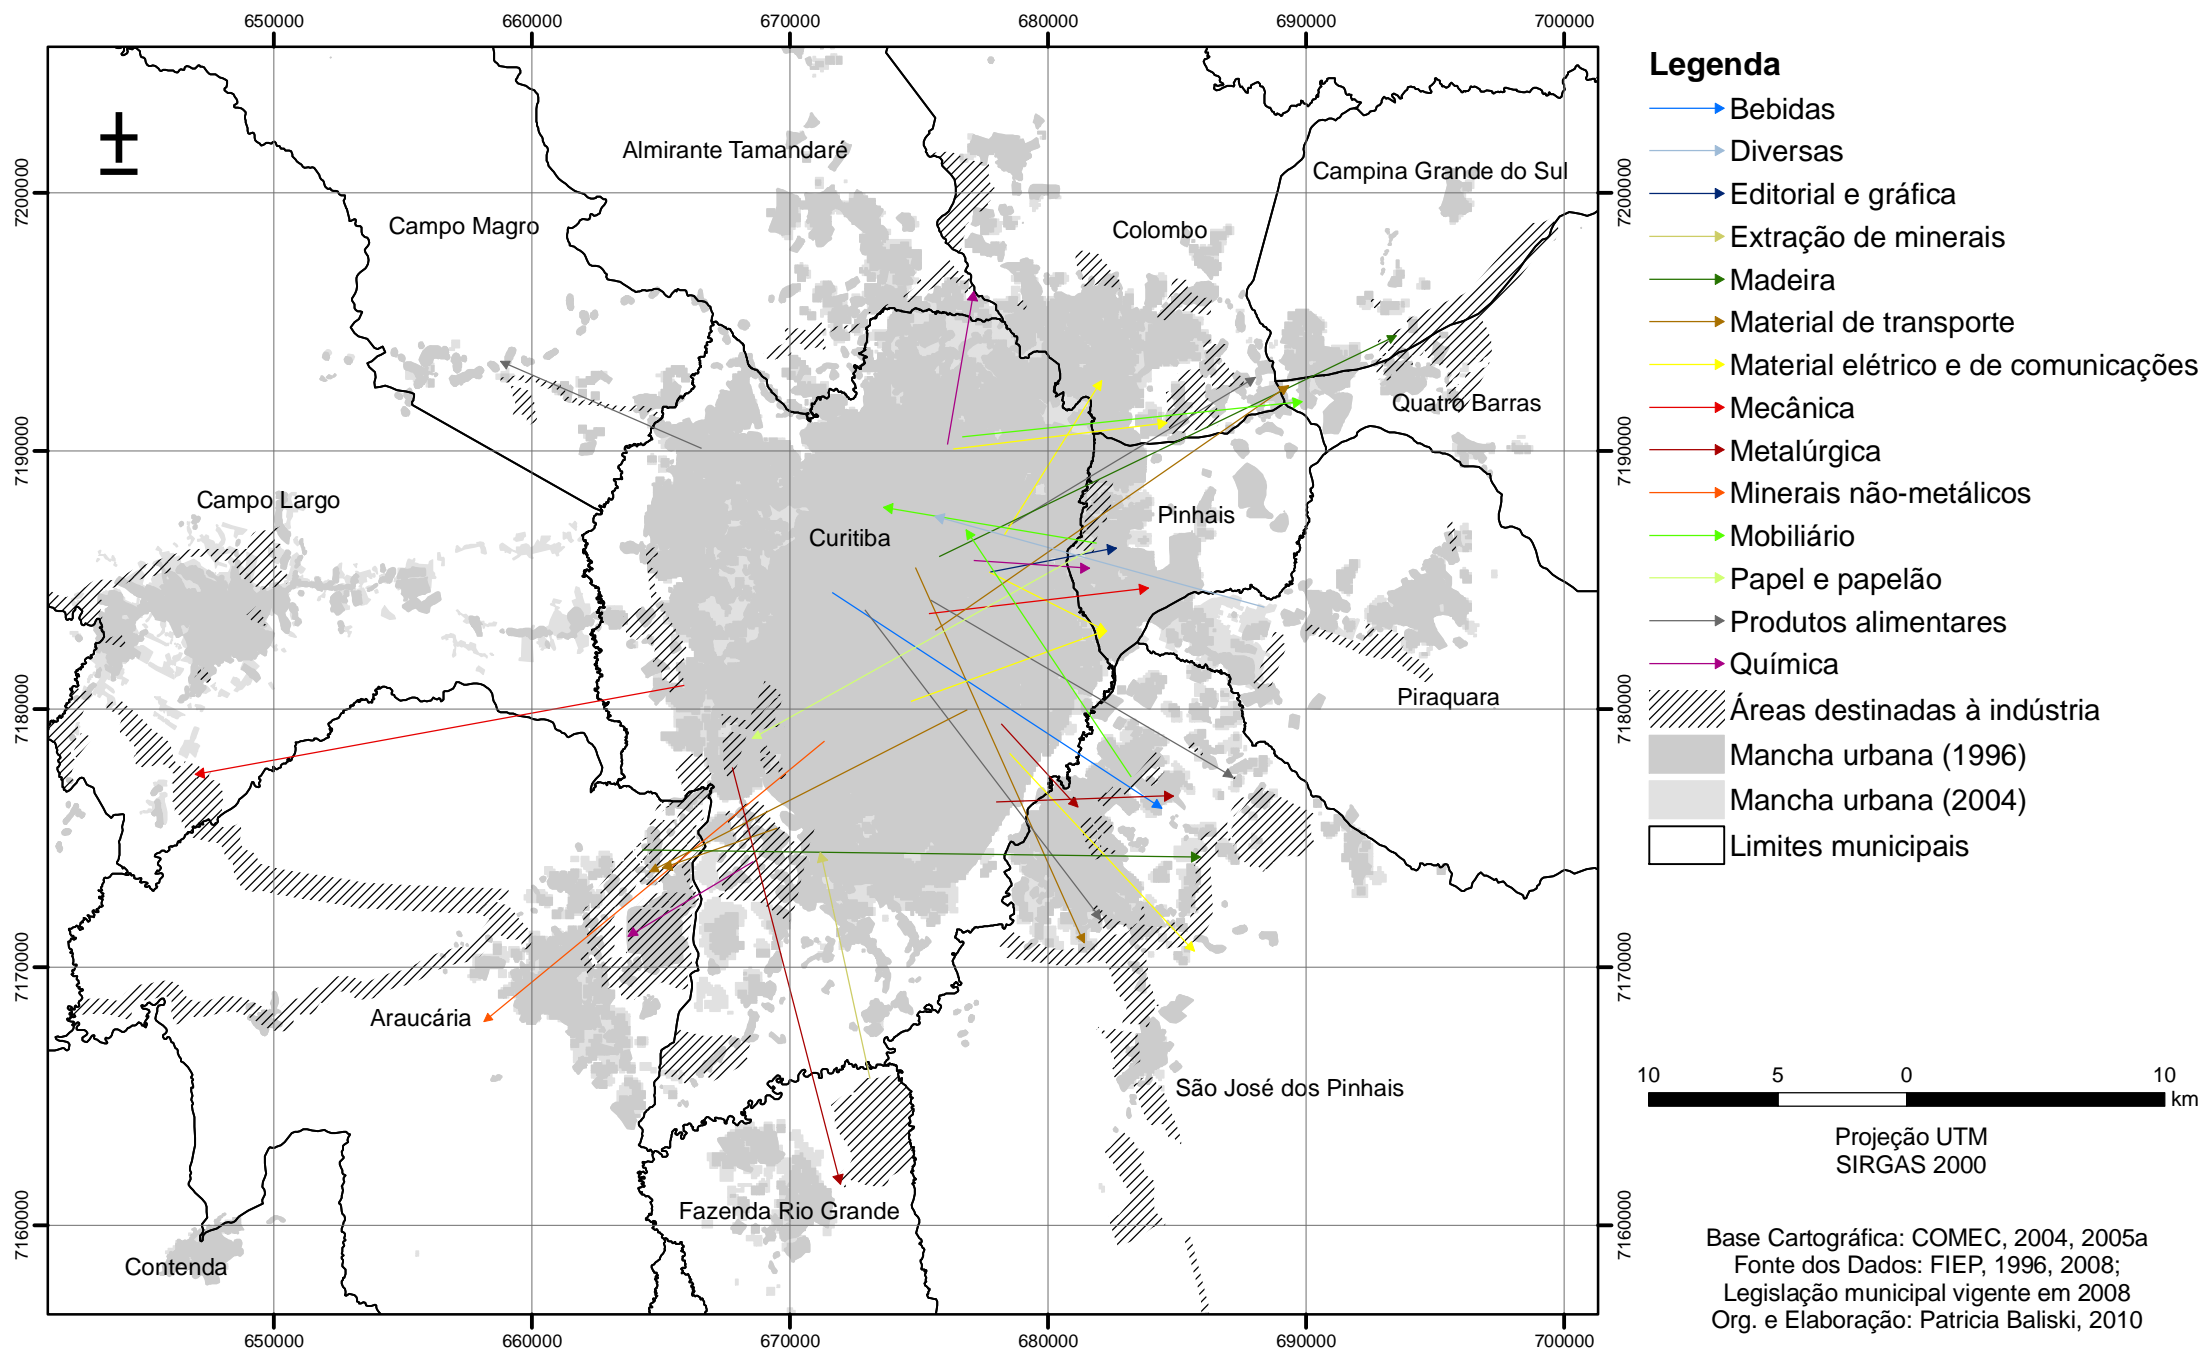 650000
660000
670000
680000
690000
700000
Legenda
Bebidas
Diversas
Editorial e gráfica
Extração de minerais
Madeira
Material de transporte
Material elétrico e de comunicações
Mecânica
Metalúrgica
Minerais não-metálicos
Mobiliário
Papel e papelão
Produtos alimentares
Química
Áreas destinadas à indústria
Mancha urbana (1996)
Mancha urbana (2004)
Limites municipais
Almirante Tamandaré
Campina Grande do Sul
7200000
7200000
Campo Magro
Colombo
Quatro Barras
7190000
7190000
Campo Largo
Curitiba
Pinhais
Piraquara
7180000
7180000
7170000
7170000
Araucária
São José dos Pinhais
Fazenda Rio Grande
7160000
7160000
Contenda
650000
660000
670000
680000
690000
700000
10
5
0
10
km
Projeção UTM
SIRGAS 2000
Base Cartográfica: COMEC, 2004, 2005a
Fonte dos Dados: FIEP, 1996, 2008;
Legislação municipal vigente em 2008
Org. e Elaboração: Patricia Baliski, 2010